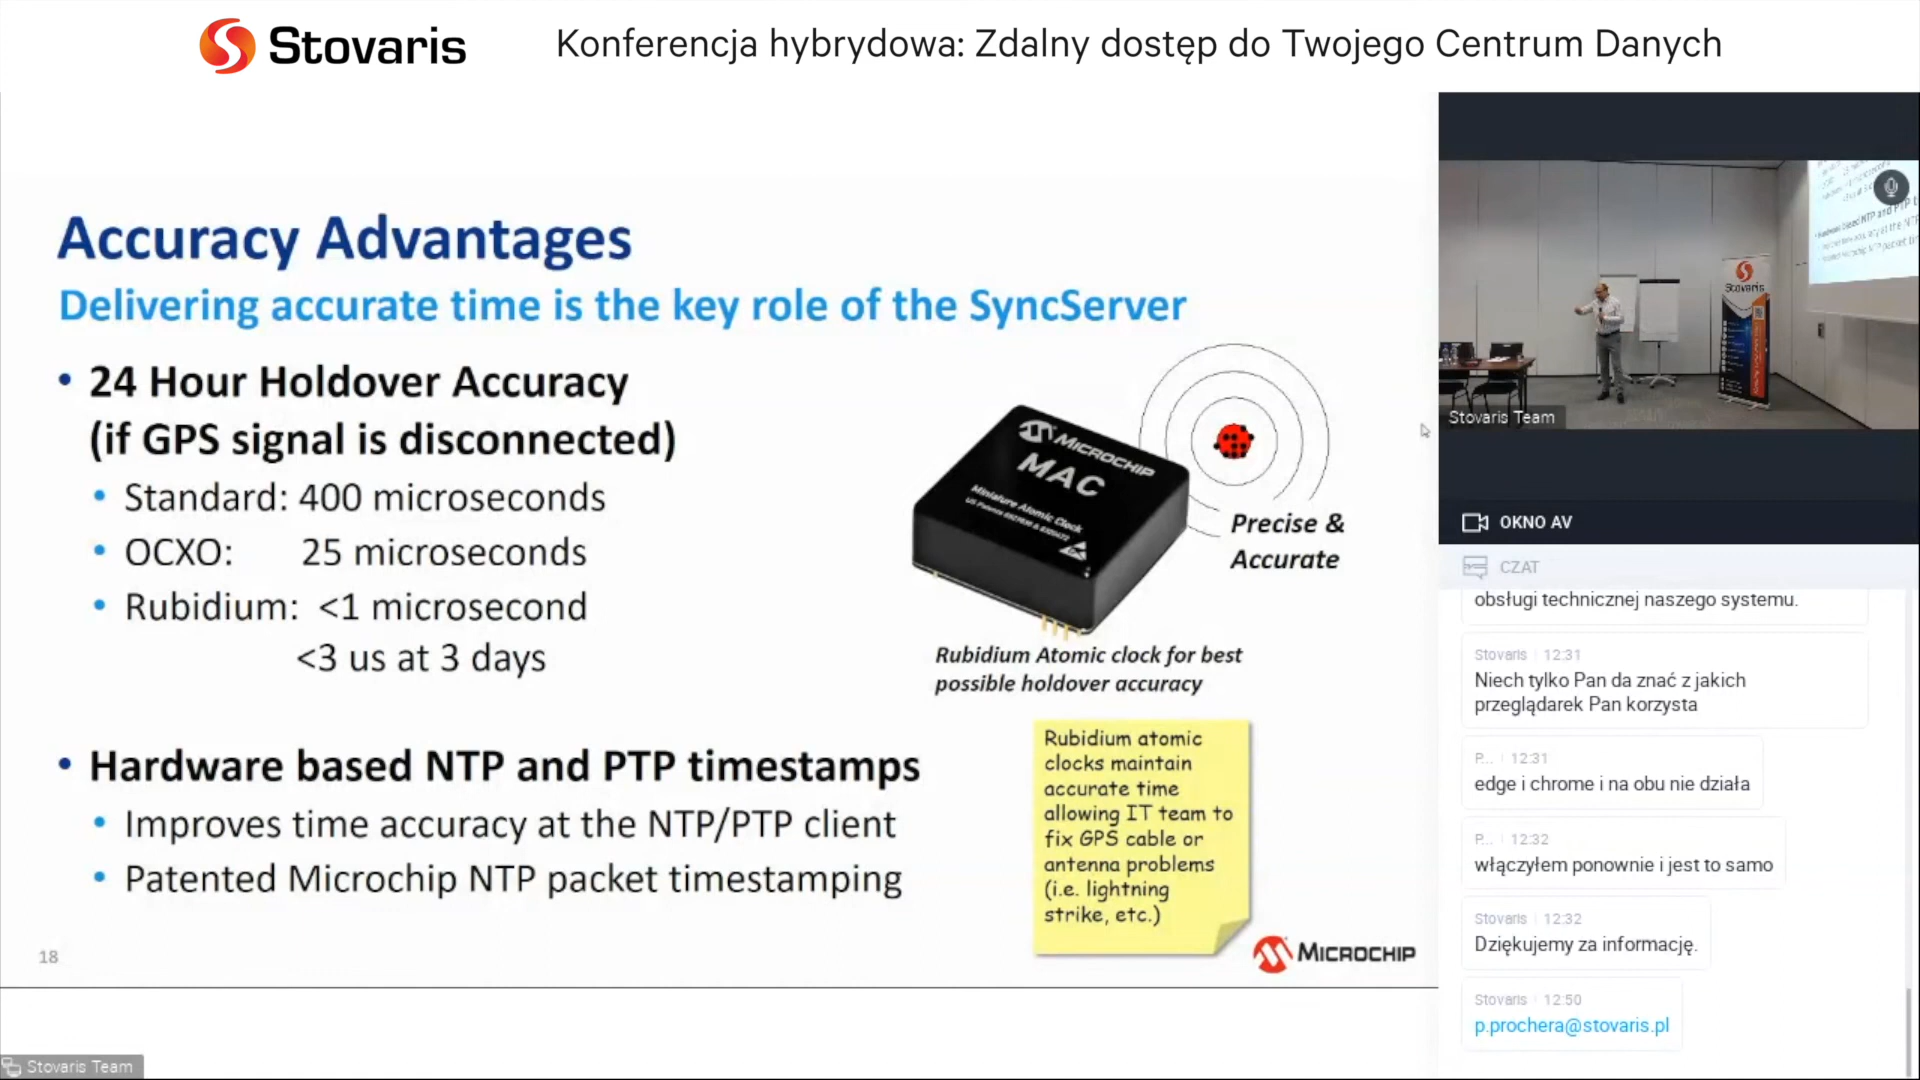 Stovaris
Konferencja hybrydowa: Zdalny dostęp do Twojego Centrum Danych
Accuracy Advantages
Delivering accurate time is the key role of the SyncServer
• 24 Hour Holdover Accuracy
(if GPS signal is disconnected)
• Standard: 400 microseconds
• OCXO: 25 microseconds
• Rubidium: <1 microsecond
<3 us at 3 days
• Hardware based NTP and PTP timestamps
• Improves time accuracy at the NTP/PTP client
• Patented Microchip NTP packet timestamping
MICROCHIP
MAC
Miniature Atomic Clock
Precise &
Accurate
Rubidium Atomic clock for best
possible holdover accuracy
Rubidium atomic
clocks maintain
accurate time
allowing IT team to
fix GPS cable or
antenna problems
(i.e. lightning
strike, etc.)
18
MICROCHIP
Stovaris Team
Stovaris
Stovaris Team
OKNO AV
CZAT
obsługi technicznej naszego systemu.
Stovaris 12:31
Niech tylko Pan da znać z jakich
przeglądarek Pan korzysta
P... 12:31
edge i chrome i na obu nie działa
P... 12:32
włączyłem ponownie i jest to samo
Stovaris 12:32
Dziękujemy za informację.
Stovaris 12:50
p.prochera@stovaris.pl